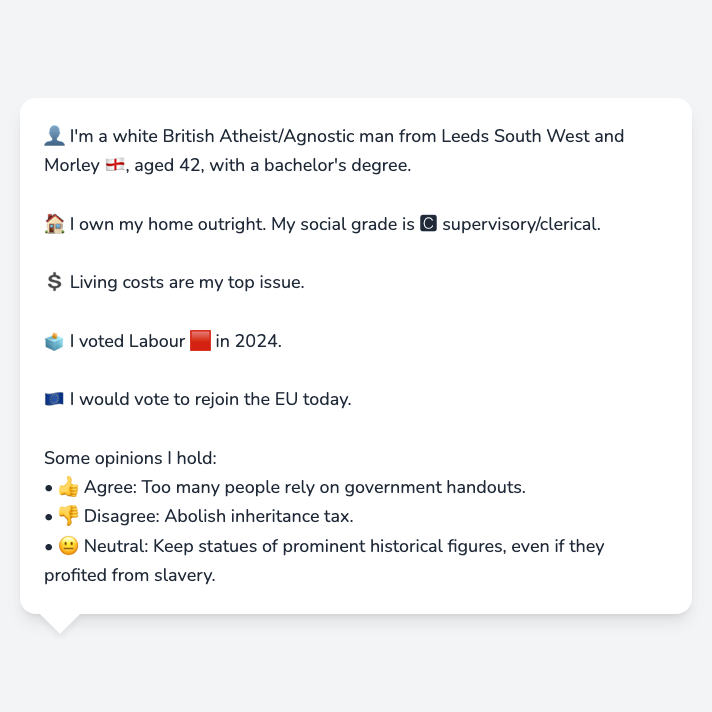 👤 I'm a white British Atheist/Agnostic man from Leeds South West and
Morley 🏴󠁧󠁢󠁥󠁮󠁧󠁿, aged 42, with a bachelor's degree.
🏠 I own my home outright. My social grade is 🅲 supervisory/clerical.
💲 Living costs are my top issue.
🗳️ I voted Labour 🟥 in 2024.
🇪🇺 I would vote to rejoin the EU today.
Some opinions I hold:
• 👍 Agree: Too many people rely on government handouts.
• 👎 Disagree: Abolish inheritance tax.
• 😐 Neutral: Keep statues of prominent historical figures, even if they
profited from slavery.